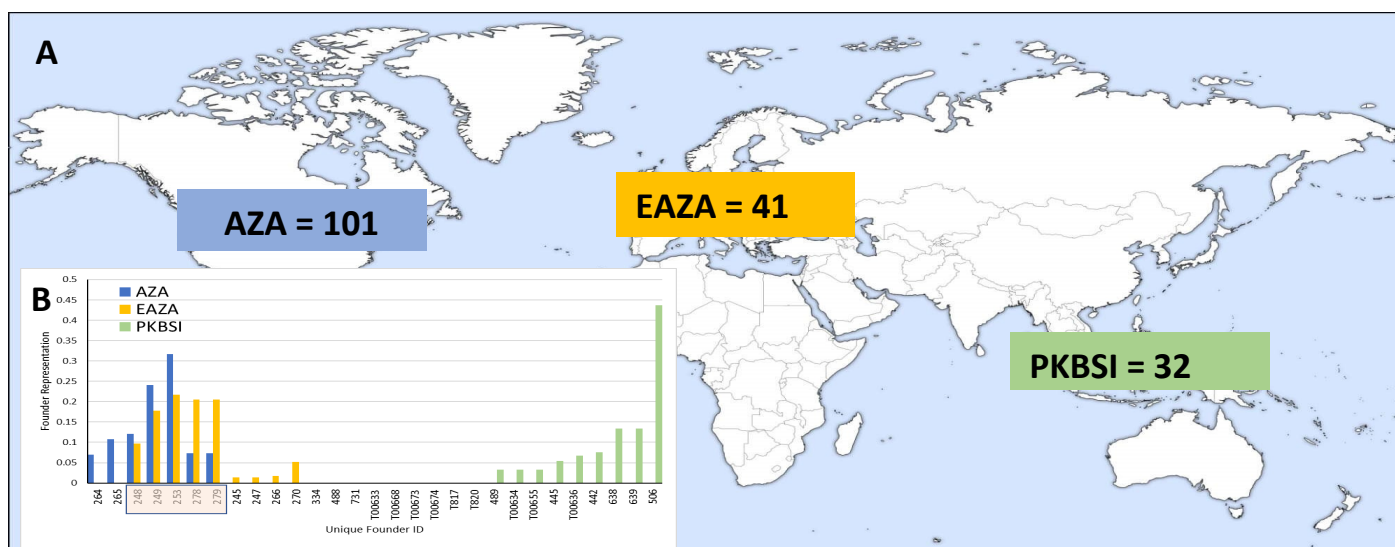 A
AZA = 101
EAZA = 41
PKBSI = 32
B
AZA
EAZA
PKBSI
0.5
0.45
0.4
0.35
0.3
0.25
0.2
0.15
0.1
0.05
0
Founder Representation
264 265 248 249 253 278 279 245 247 266 270 334 488 731 T00633 T00668 T00673 T00674 T817 T820 489 T00634 T00655 445 T00636 442 638 639 306
Unique Founder ID